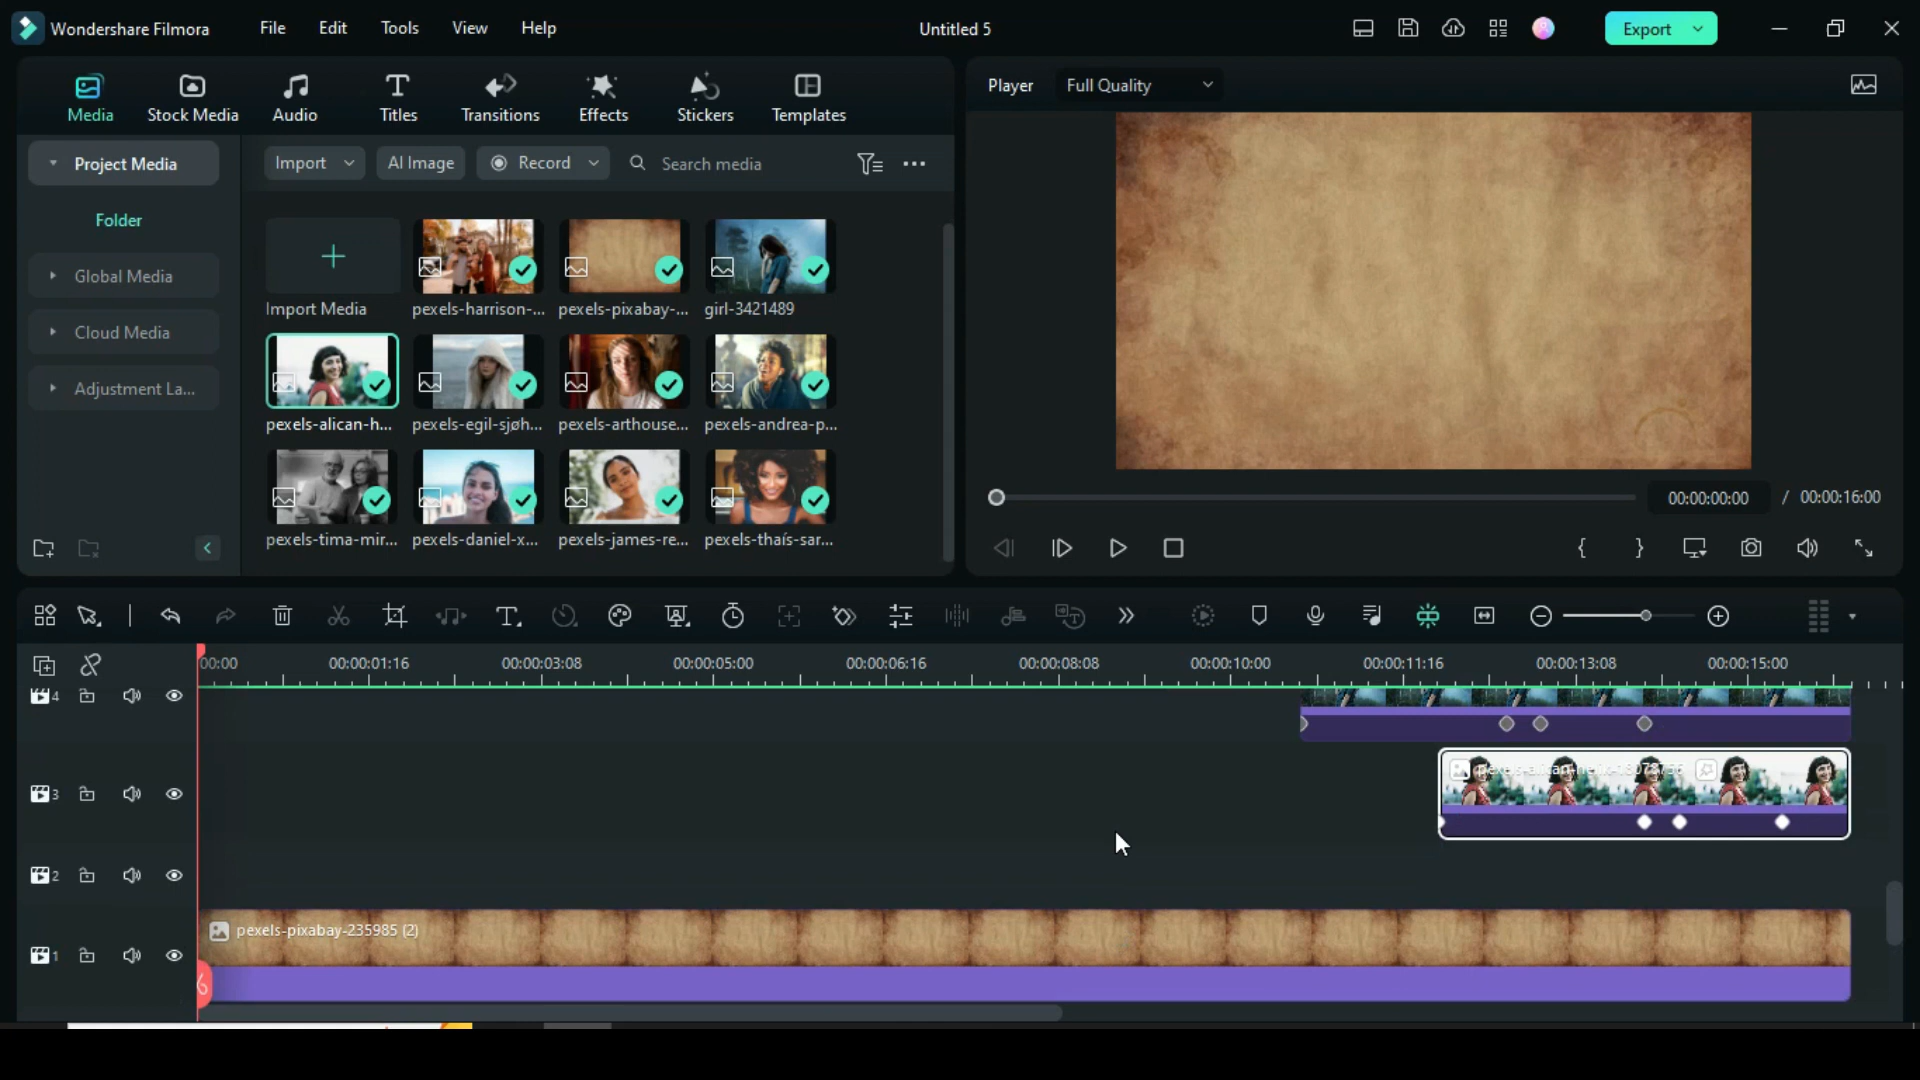 Wondershare Filmora File Edit Tools View Help Untitled 5 Export
Media Stock Media Audio Titles Transitions Effects Stickers Templates
Player Full Quality
Project Media
Import AI Image Record Search media
Folder
Global Media
Cloud Media
Adjustment La...
Import Media pexels-harrison-... pexels-pixabay-... girl-3421489
pexels-alican-h... pexels-egil-sjøh... pexels-arthouse... pexels-andrea-p...
pexels-tima-mir... pexels-daniel-x... pexels-james-re... pexels-thaís-sar...
00:00:00:00 / 00:00:16:00
00:00 00:00:01:16 00:00:03:08 00:00:05:00 00:00:06:16 00:00:08:08 00:00:10:00 00:00:11:16 00:00:13:08 00:00:15:00
4
3
2
1
pexels-pixabay-235985 (2)